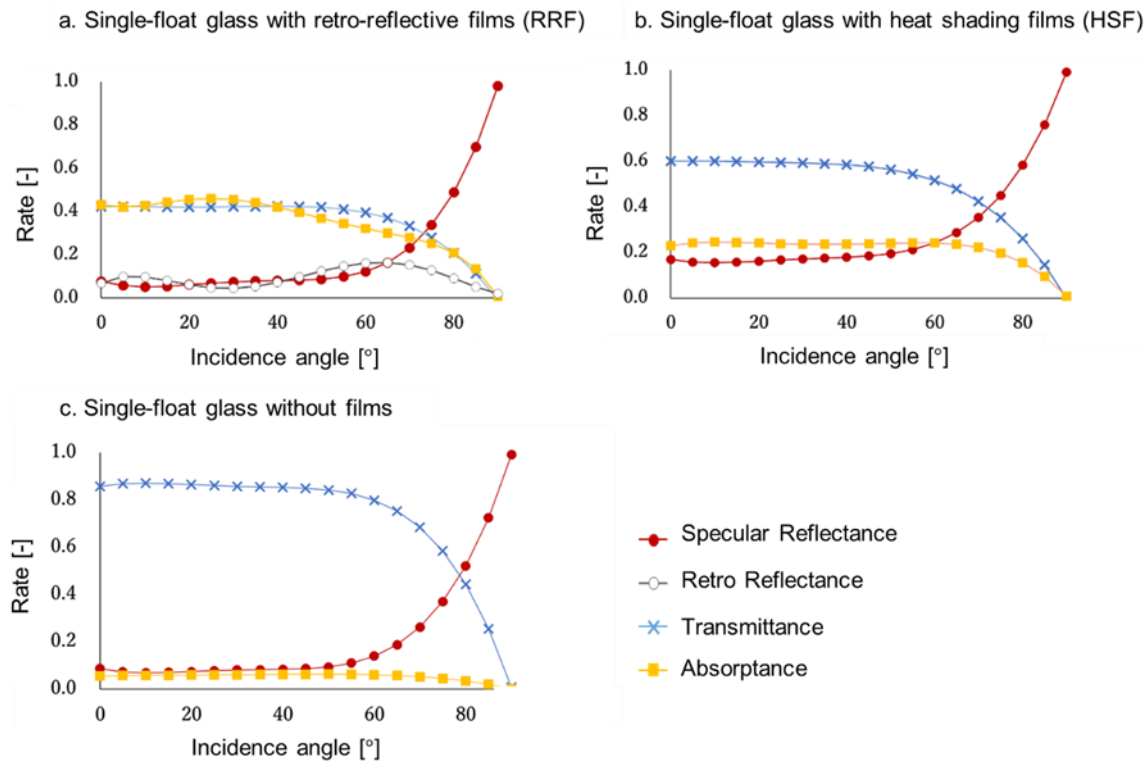 a. Single-float glass with retro-reflective films (RRF)
b. Single-float glass with heat shading films (HSF)
1.0
0.8
0.6
0.4
0.2
0.0
Rate [-]
0 20 40 60 80
Incidence angle [°]
1.0
0.8
0.6
0.4
0.2
0.0
Rate [-]
0 20 40 60 80
Incidence angle [°]
c. Single-float glass without films
1.0
0.8
0.6
0.4
0.2
0.0
Rate [-]
0 20 40 60 80
Incidence angle [°]
Specular Reflectance
Retro Reflectance
Transmittance
Absorptance